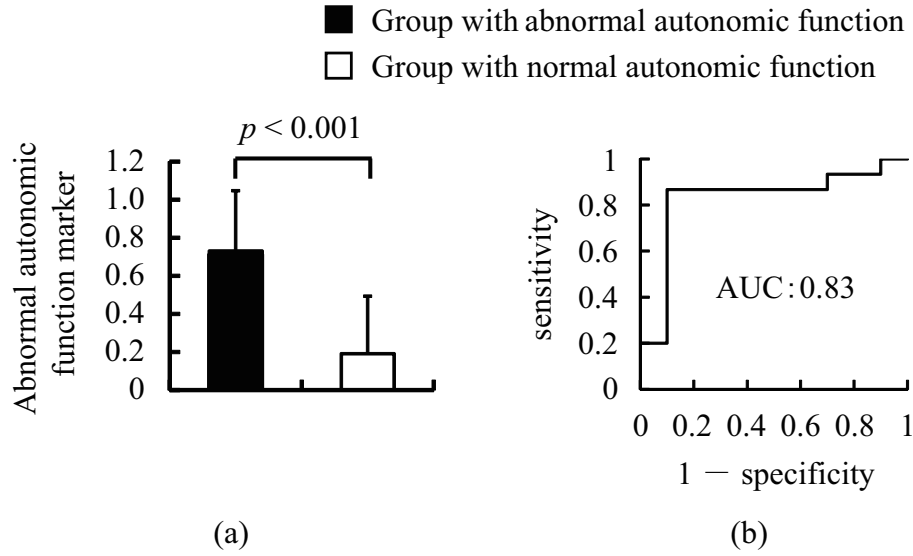 Group with abnormal autonomic function
Group with normal autonomic function
p < 0.001
Abnormal autonomic
function marker
1.2
1.0
0.8
0.6
0.4
0.2
0
(a)
sensitivity
1
0.8
0.6
0.4
0.2
0
AUC:0.83
0 0.2 0.4 0.6 0.8 1
1 － specificity
(b)